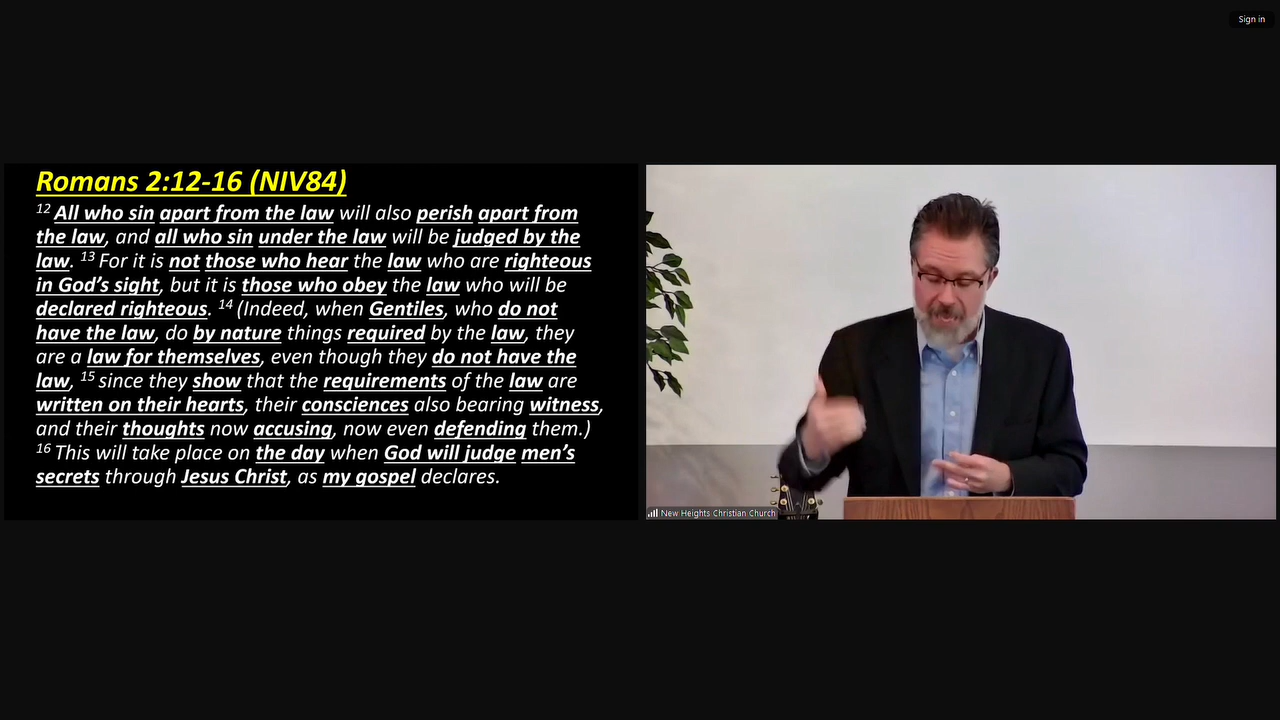 Sign in
Romans 2:12-16 (NIV84)
12 All who sin apart from the law will also perish apart from
the law, and all who sin under the law will be judged by the
law. 13 For it is not those who hear the law who are righteous
in God's sight, but it is those who obey the law who will be
declared righteous. 14 (Indeed, when Gentiles, who do not
have the law, do by nature things required by the law, they
are a law for themselves, even though they do not have the
law, 15 since they show that the requirements of the law are
written on their hearts, their consciences also bearing witness,
and their thoughts now accusing, now even defending them.)
16 This will take place on the day when God will judge men's
secrets through Jesus Christ, as my gospel declares.
New Heights Christian Church